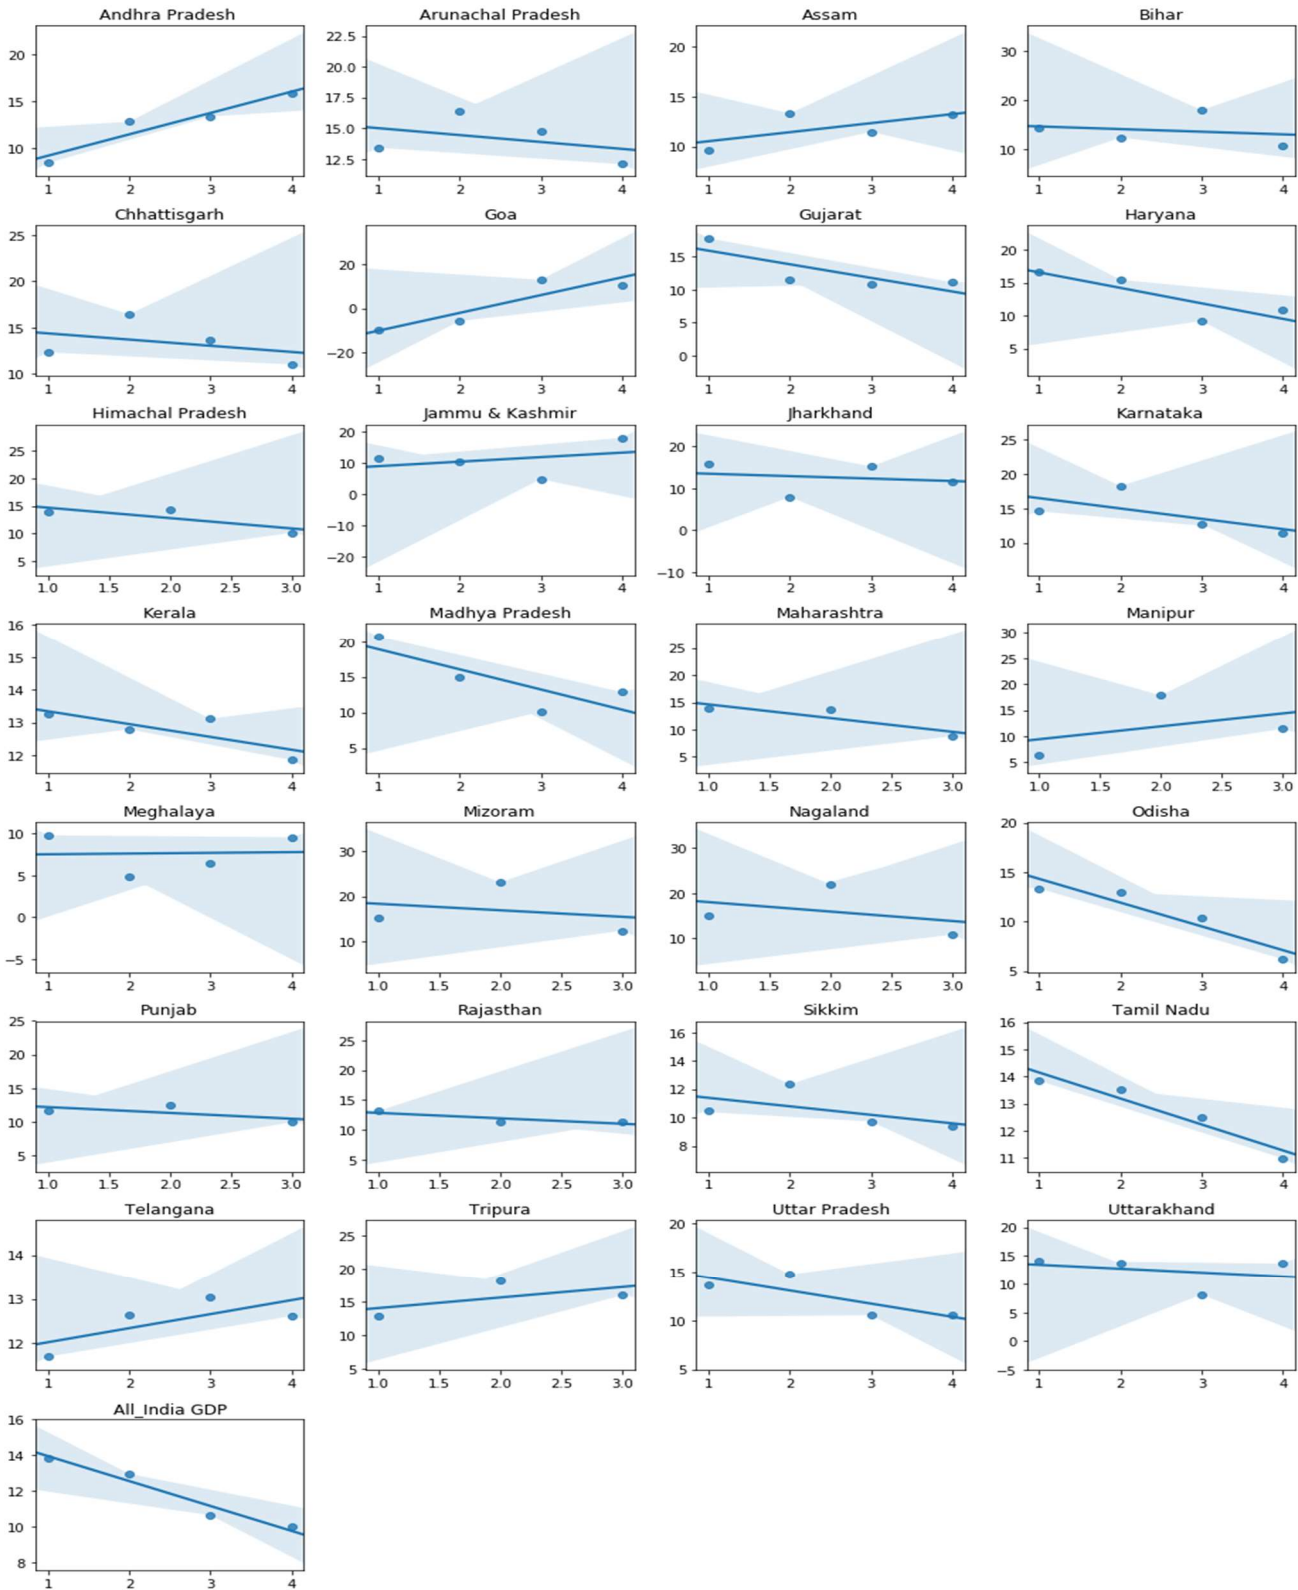 Andhra Pradesh Arunachal Pradesh Assam Bihar
20 15 10
22.5 20.0 17.5 15.0 12.5
20 15 10
30 20 10
1 2 3 4 1 2 3 4 1 2 3 4 1 2 3 4
Chhattisgarh Goa Gujarat Haryana
25 20 15 10
20 0 −20
15 10 5 0
20 15 10 5
1 2 3 4 1 2 3 4 1 2 3 4 1 2 3 4
Himachal Pradesh Jammu & Kashmir Jharkhand Karnataka
25 20 15 10 5
20 10 0 −10 −20
20 10 0 −10
25 20 15 10
1.0 1.5 2.0 2.5 3.0 1 2 3 4 1 2 3 4 1 2 3 4
Kerala Madhya Pradesh Maharashtra Manipur
16 15 14 13 12
20 15 10 5
25 20 15 10 5
30 25 20 15 10 5
1 2 3 4 1 2 3 4 1.0 1.5 2.0 2.5 3.0 1.0 1.5 2.0 2.5 3.0
Meghalaya Mizoram Nagaland Odisha
10 5 0 −5
30 20 10
30 20 10
20 15 10 5
1 2 3 4 1.0 1.5 2.0 2.5 3.0 1.0 1.5 2.0 2.5 3.0 1 2 3 4
Punjab Rajasthan Sikkim Tamil Nadu
25 20 15 10 5
25 20 15 10 5
16 14 12 10 8
16 15 14 13 12 11
1.0 1.5 2.0 2.5 3.0 1.0 1.5 2.0 2.5 3.0 1 2 3 4 1 2 3 4
Telangana Tripura Uttar Pradesh Uttarakhand
14 13 12
25 20 15 10 5
20 15 10 5
20 15 10 5 0 −5
1 2 3 4 1.0 1.5 2.0 2.5 3.0 1 2 3 4 1 2 3 4
All_India GDP
16 14 12 10 8
1 2 3 4